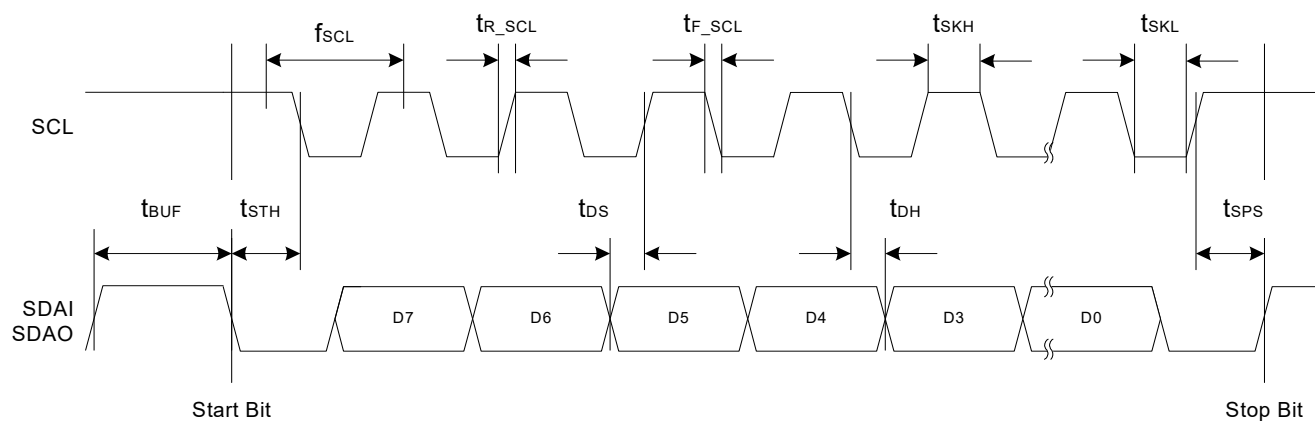 fSCL
tR_SCL
tF_SCL
tSKH
tSKL
SCL
tBUF
tSTH
tDS
tDH
tSPS
SDAI
SDAO
D7
D6
D5
D4
D3
D0
Start Bit
Stop Bit